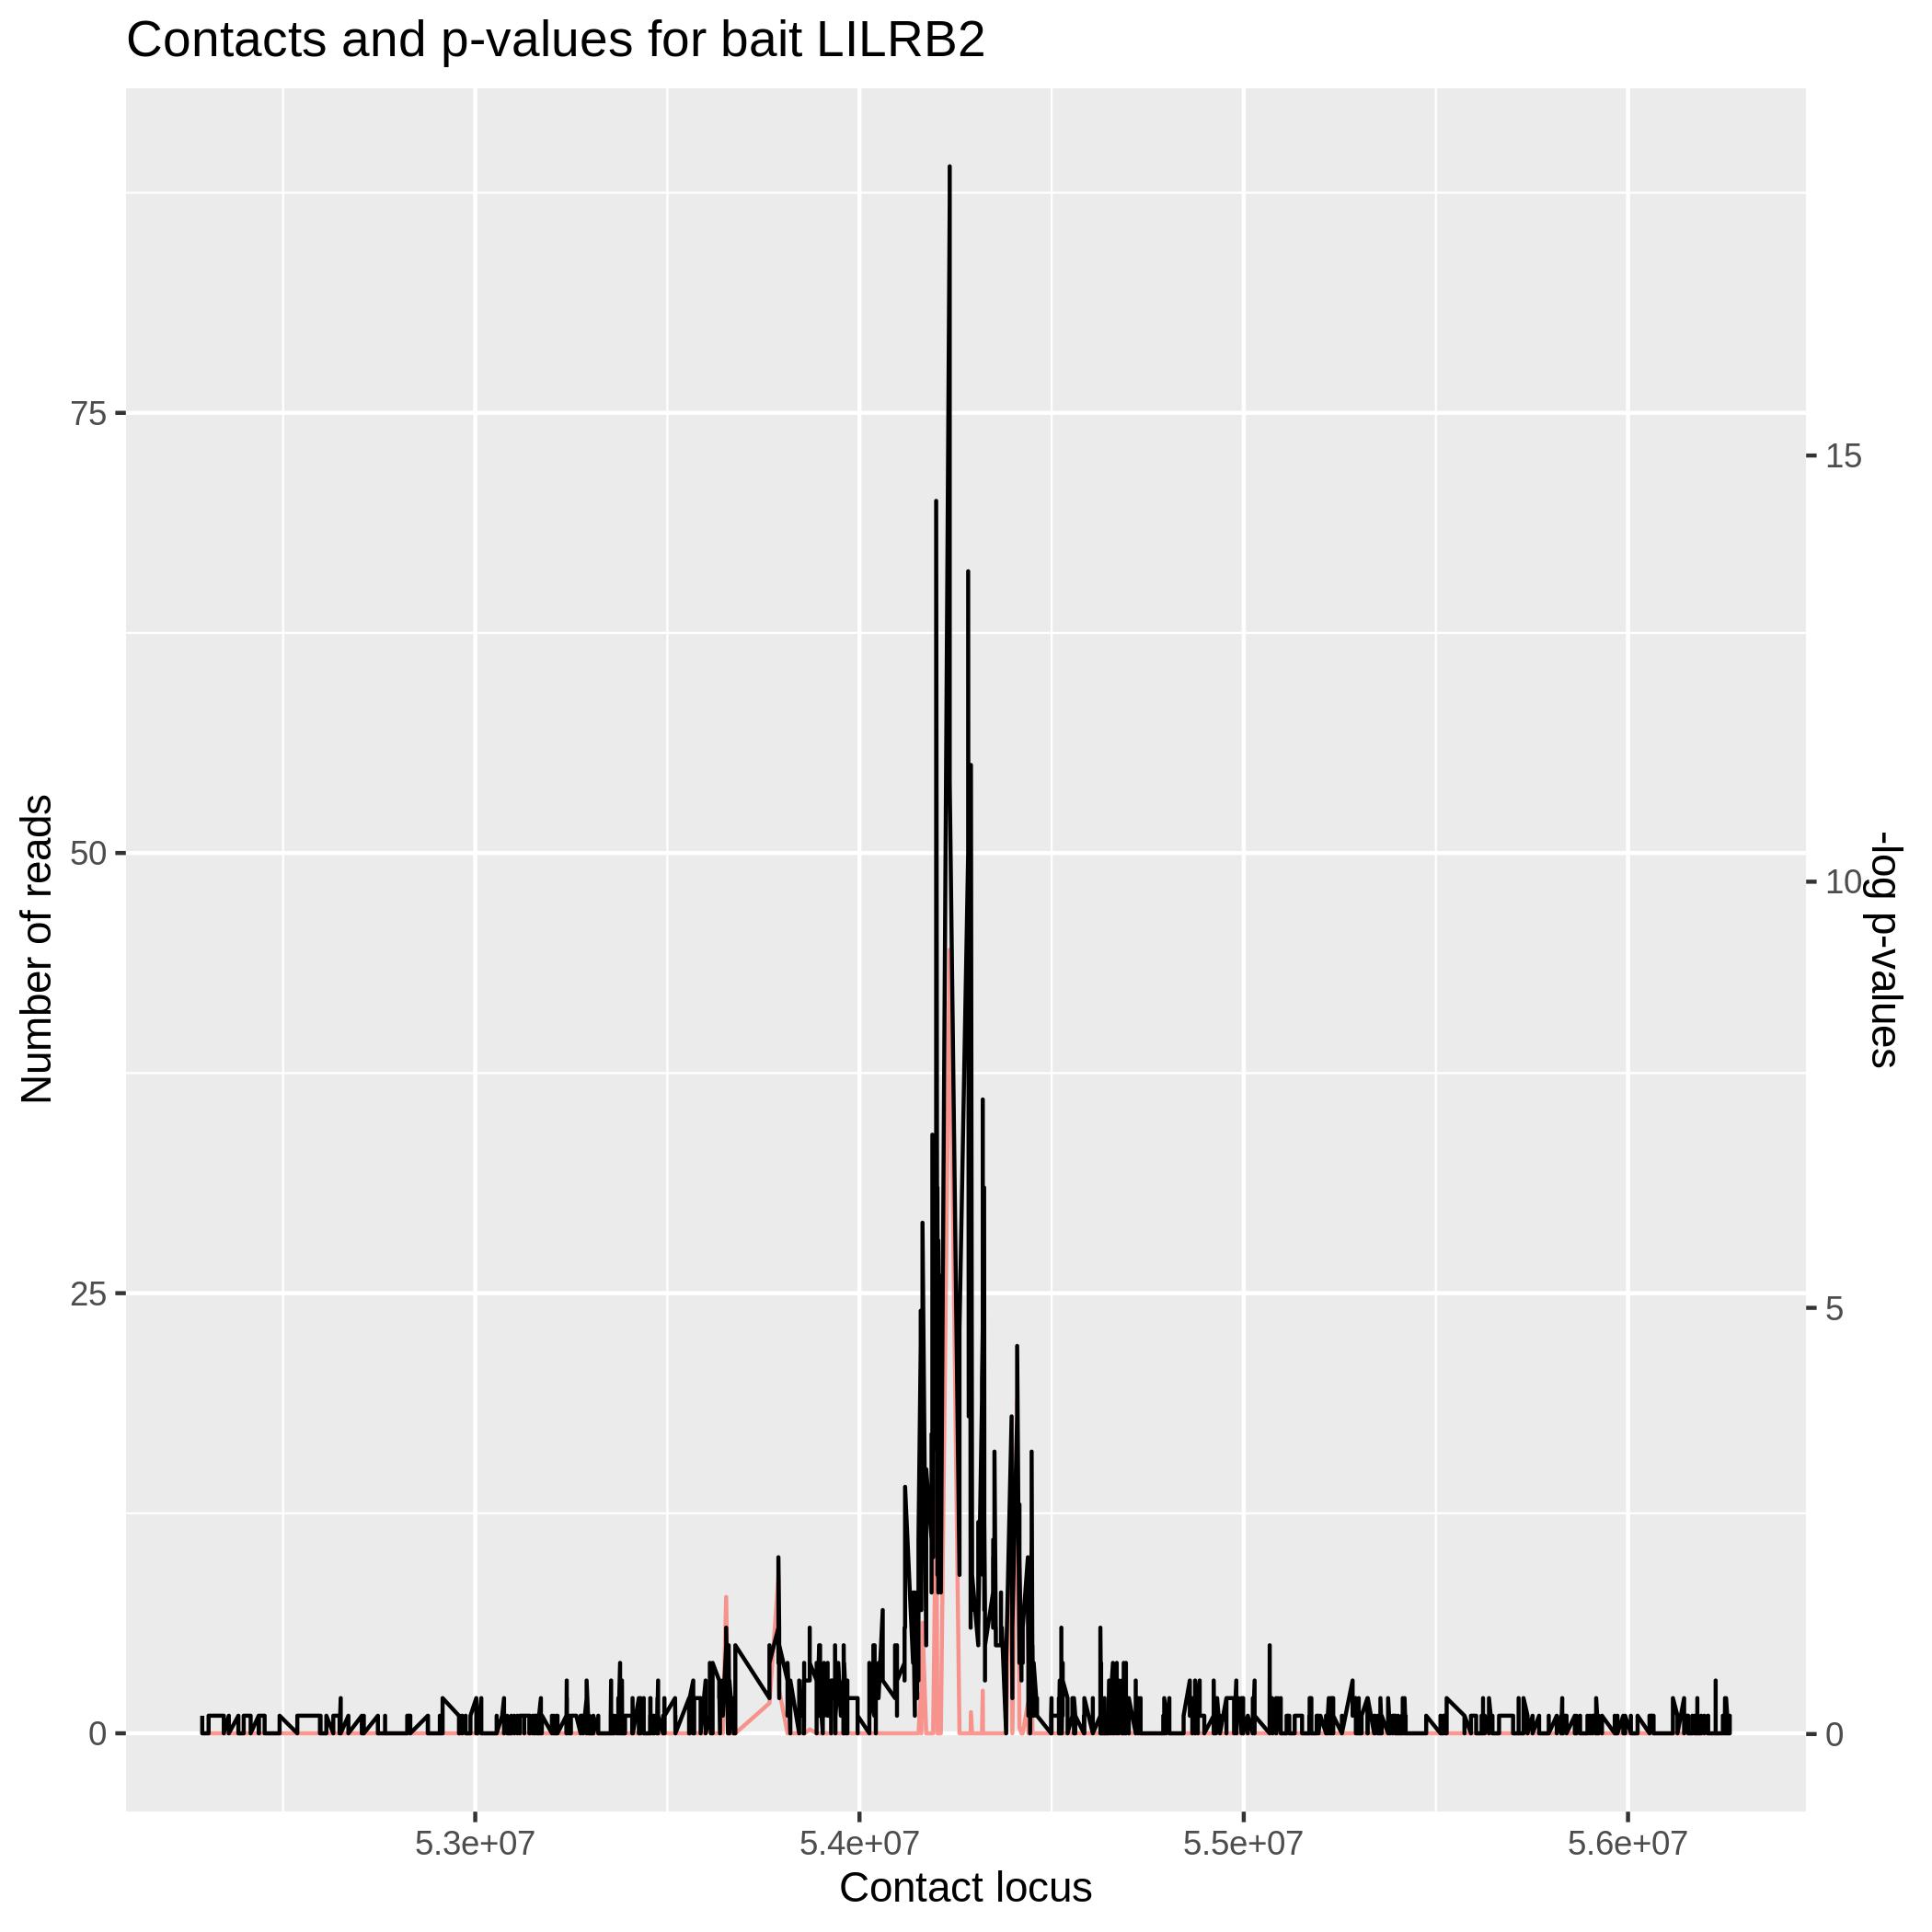 Contacts and p-values for bait LILRB2
Number of reads
75
50
25
0
15
10
5
0
-log p-values
5.3e+07
5.4e+07
5.5e+07
5.6e+07
Contact locus